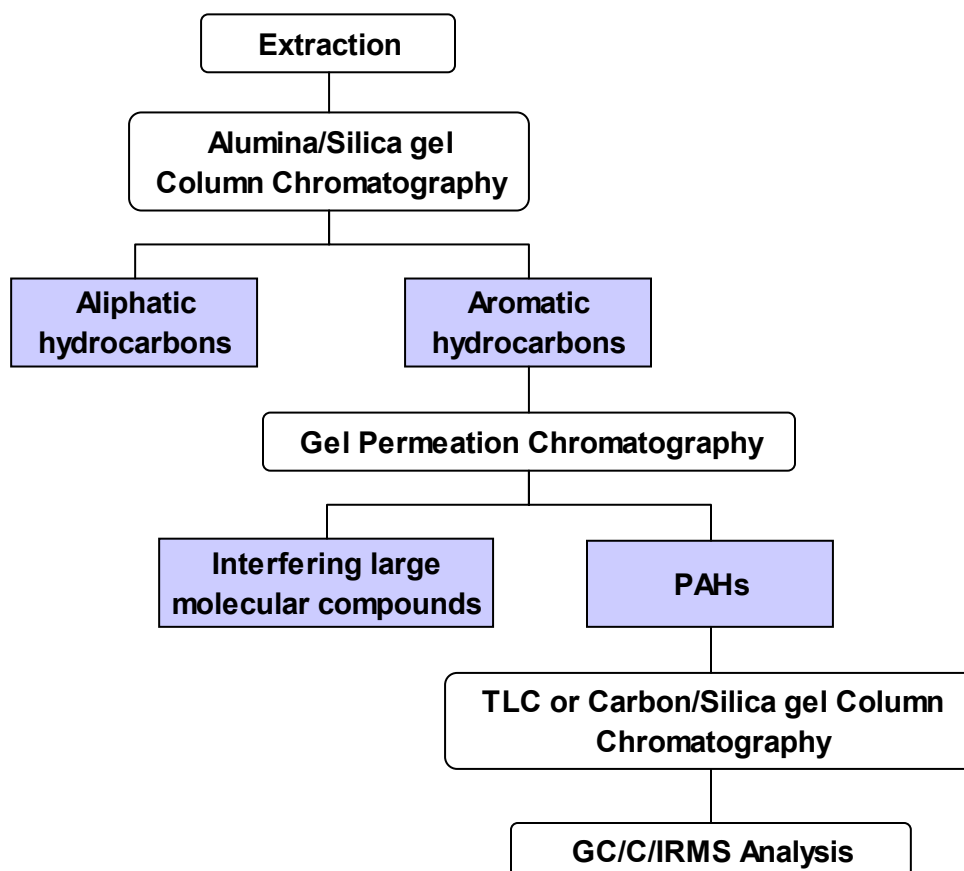 Extraction
Alumina/Silica gel
Column Chromatography
Aliphatic
hydrocarbons
Aromatic
hydrocarbons
Gel Permeation Chromatography
Interfering large
molecular compounds
PAHs
TLC or Carbon/Silica gel Column
Chromatography
GC/C/IRMS Analysis